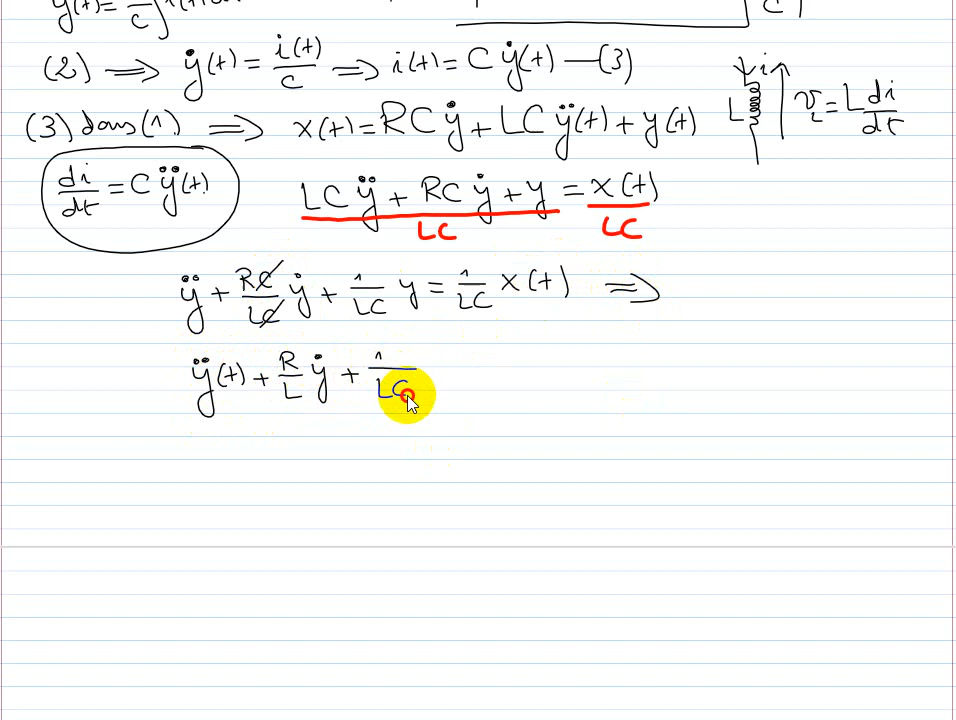 (2) ⟹ ẏ(t) = i(t)/C ⟹ i(t) = C ẏ(t) —(3)
i
L
v_L = L di/dt
(3) dans (1) ⟹ x(t) = RC ẏ + LC ÿ(t) + y(t)
di/dt = C ÿ(t)
LC ÿ + RC ẏ + y = x(t)
LC LC
ÿ + RC/LC ẏ + 1/LC y = 1/LC x(t) ⟹
ÿ(t) + R/L ẏ + 1/LC